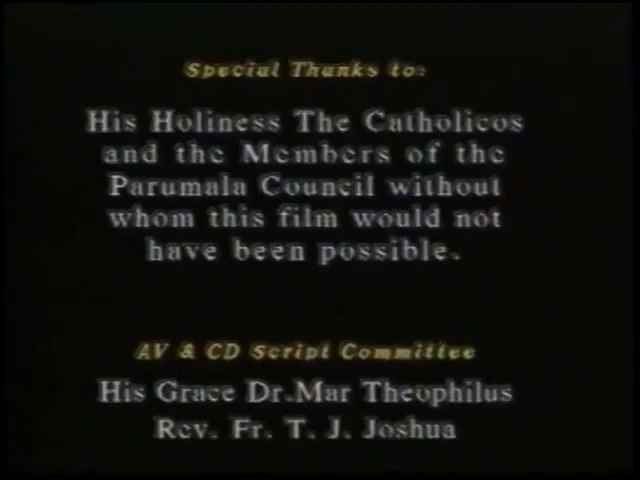 Special Thanks to:
His Holiness The Catholicos
and the Members of the
Parumala Council without
whom this film would not
have been possible.
AV & CD Script Committee
His Grace Dr.Mar Theophilus
Rev. Fr. T. J. Joshua